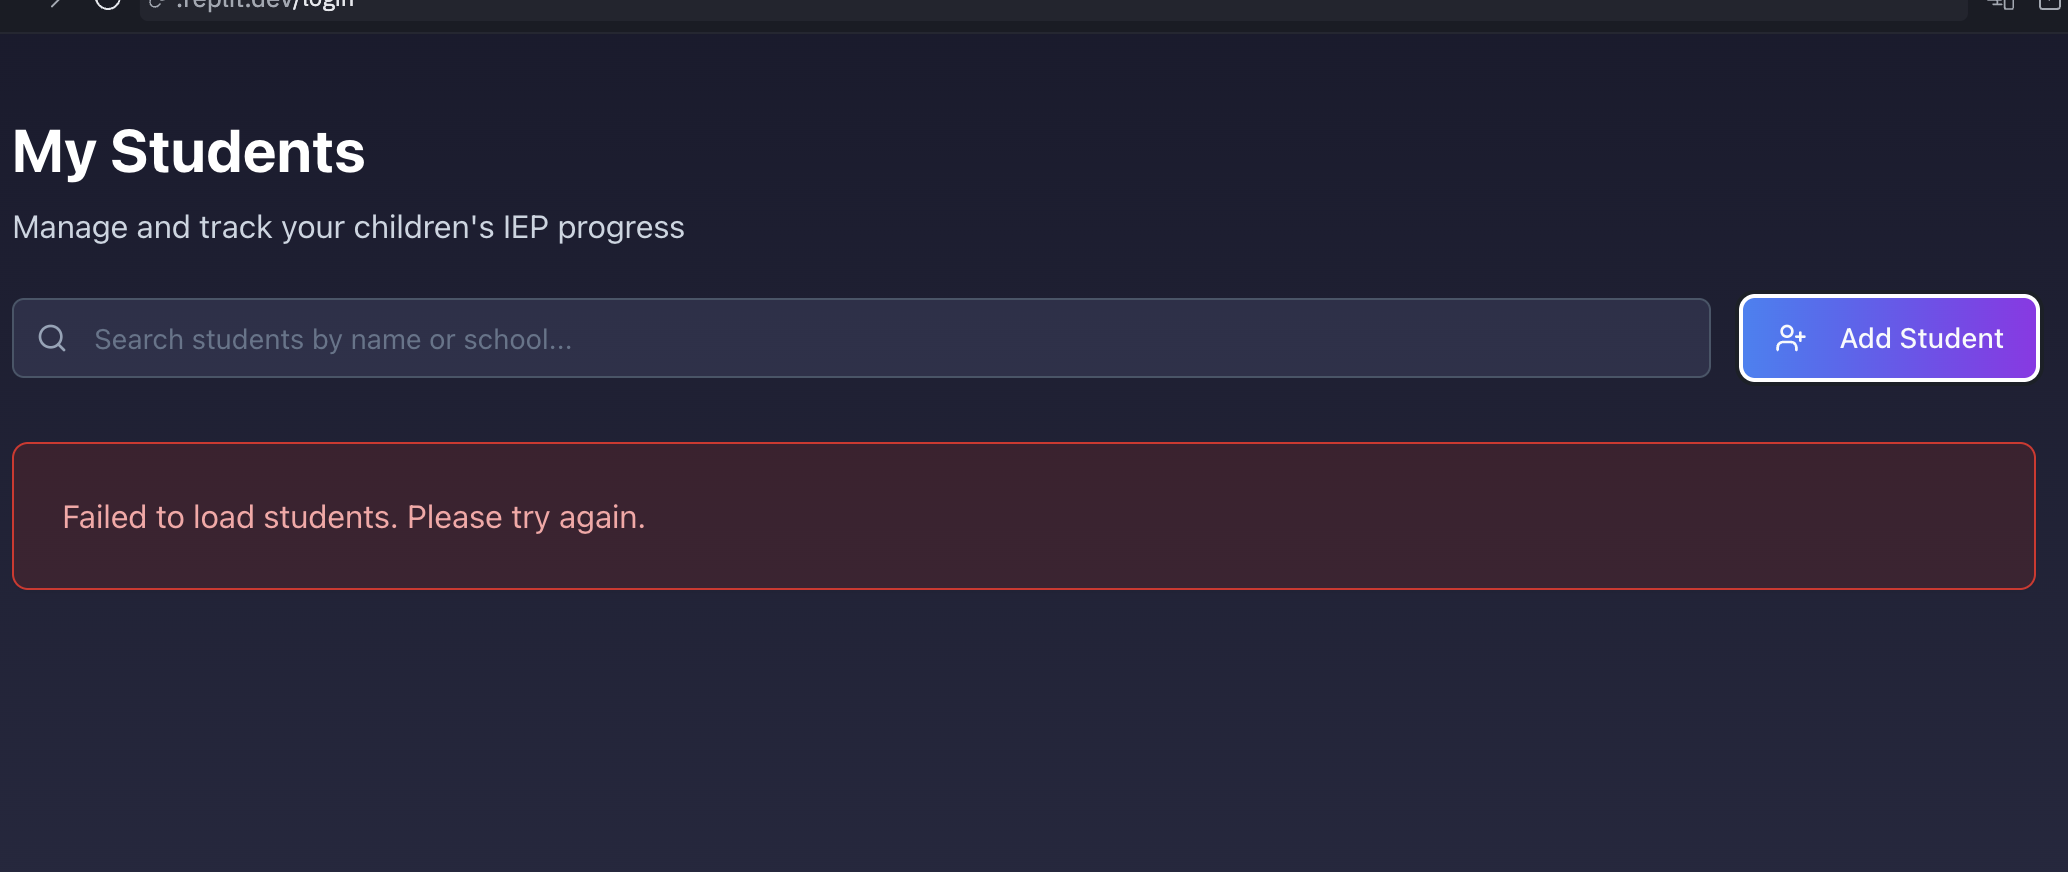 .replit.dev/login
My Students
Manage and track your children's IEP progress
Search students by name or school...
Add Student
Failed to load students. Please try again.